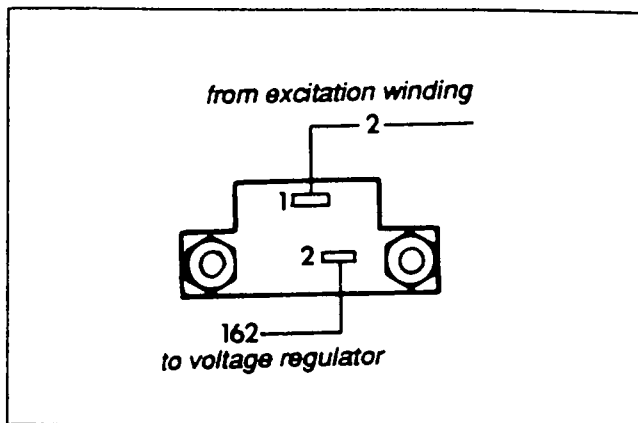 from excitation winding
2
1
2
162
to voltage regulator